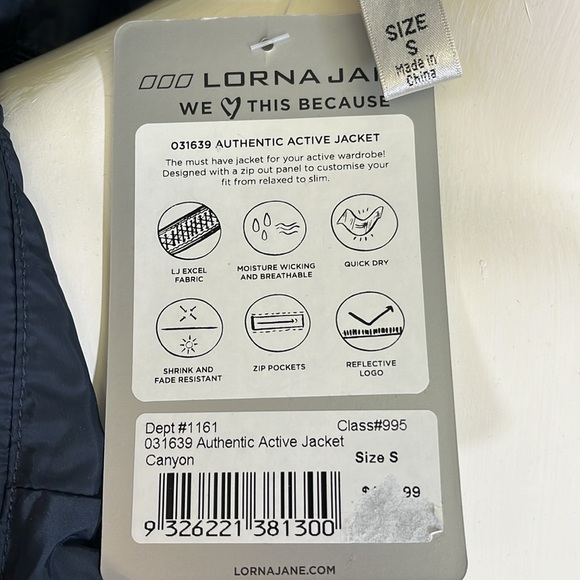 SIZE
S
Made in
China
LORNA JANE
WE THIS BECAUSE
031639 AUTHENTIC ACTIVE JACKET
The must have jacket for your active wardrobe!
Designed with a zip out panel to customise your
fit from relaxed to slim.
LJ EXCEL
FABRIC
MOISTURE WICKING
AND BREATHABLE
QUICK DRY
SHRINK AND
FADE RESISTANT
ZIP POCKETS
REFLECTIVE
LOGO
Dept #1161 Class#995
031639 Authentic Active Jacket
Canyon Size S
99
9 326221 381300
LORNAJANE.COM